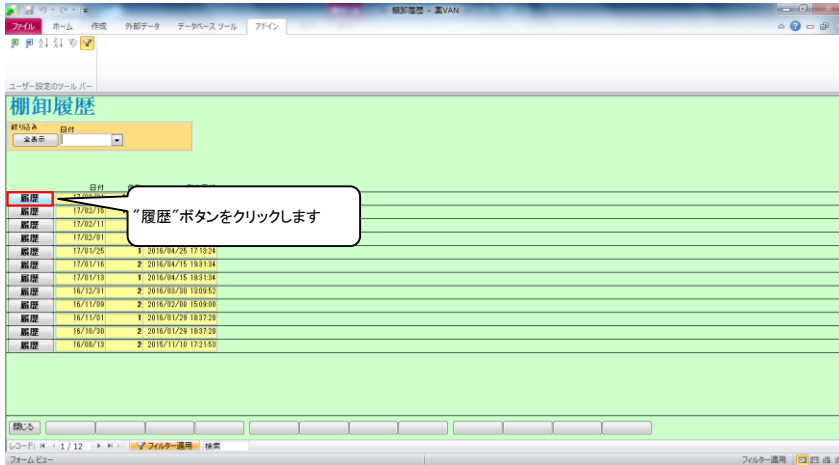 棚卸履歴 - 薬VAN
ファイル ホーム 作成 外部データ データベース ツール アドイン
ユーザー設定のツール バー
棚卸履歴
絞り込み 日付
全表示
日付
履歴
履歴 17/02/15
履歴 17/02/11
履歴 17/02/01
"履歴"ボタンをクリックします
履歴 17/01/25 1 2016/04/25 17:13:24
履歴 17/01/16 2 2016/04/15 19:31:34
履歴 17/01/13 1 2016/04/15 19:31:34
履歴 16/12/31 2 2016/03/30 13:09:52
履歴 16/11/09 2 2016/02/08 15:09:08
履歴 16/11/01 1 2016/01/29 18:37:28
履歴 16/10/30 2 2016/01/29 18:37:28
履歴 16/08/13 2 2015/11/10 17:21:53
閉じる
レコード: 1 / 12 フィルター適用 検索
フォーム ビュー フィルター適用